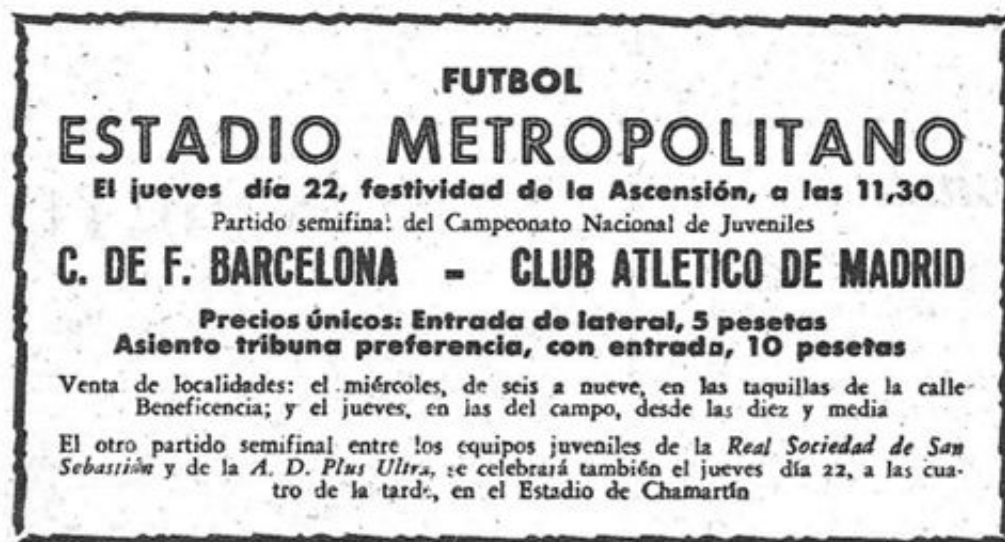 FUTBOL
ESTADIO METROPOLITANO
El jueves día 22, festividad de la Ascensión, a las 11,30
Partido semifinal del Campeonato Nacional de Juveniles
C. DE F. BARCELONA - CLUB ATLETICO DE MADRID
Precios únicos: Entrada de lateral, 5 pesetas
Asiento tribuna preferencia, con entrada, 10 pesetas
Venta de localidades: el miércoles, de seis a nueve, en las taquillas de la calle
Beneficencia; y el jueves, en las del campo, desde las diez y media
El otro partido semifinal entre los equipos juveniles de la Real Sociedad de San
Sebastián y de la A. D. Plus Ultra, se celebrará también el jueves día 22, a las cua-
tro de la tarde, en el Estadio de Chamartín